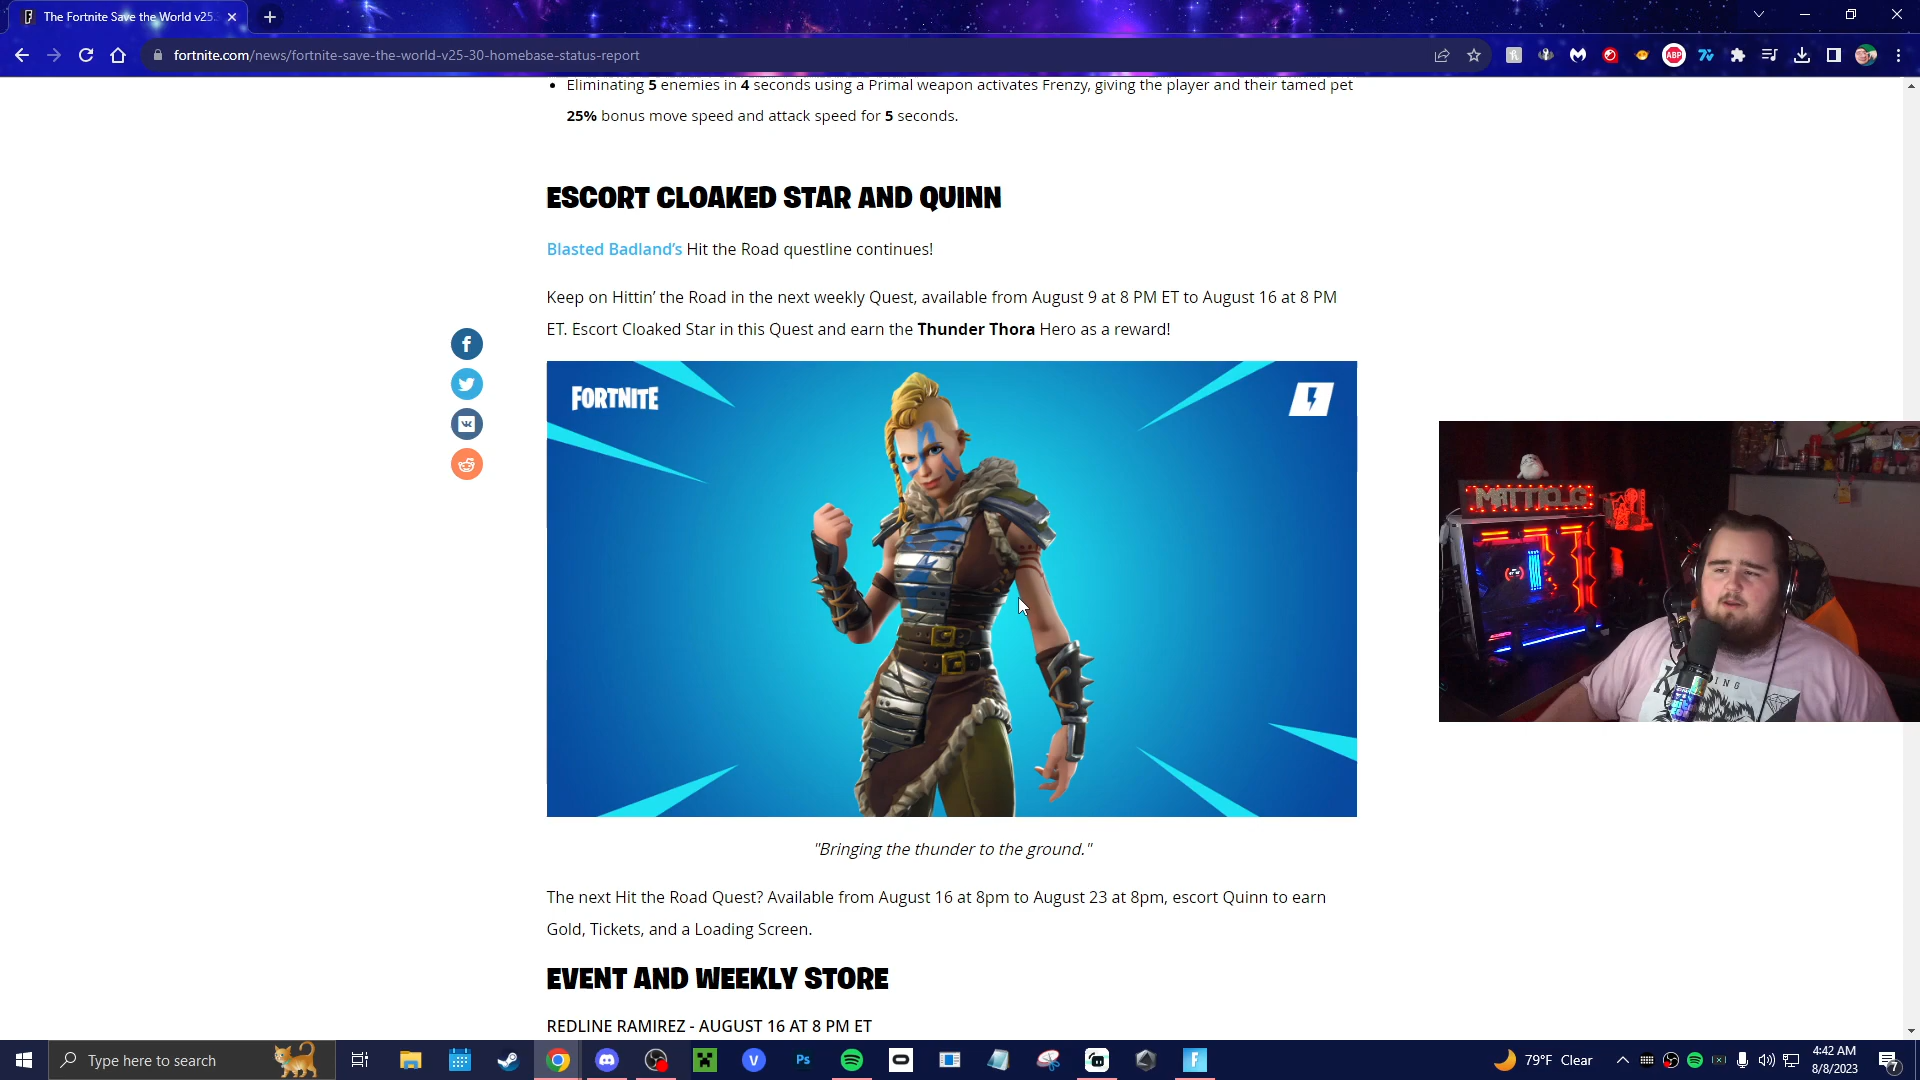 The Fortnite Save the World v25.
fortnite.com/news/fortnite-save-the-world-v25-30-homebase-status-report
ABP
Eliminating 5 enemies in 4 seconds using a Primal weapon activates Frenzy, giving the player and their tamed pet
25% bonus move speed and attack speed for 5 seconds.
ESCORT CLOAKED STAR AND QUINN
Blasted Badland’s Hit the Road questline continues!
Keep on Hittin’ the Road in the next weekly Quest, available from August 9 at 8 PM ET to August 16 at 8 PM
ET. Escort Cloaked Star in this Quest and earn the Thunder Thora Hero as a reward!
FORTNITE
"Bringing the thunder to the ground."
The next Hit the Road Quest? Available from August 16 at 8pm to August 23 at 8pm, escort Quinn to earn
Gold, Tickets, and a Loading Screen.
EVENT AND WEEKLY STORE
REDLINE RAMIREZ - AUGUST 16 AT 8 PM ET
Type here to search
Ps
79°F Clear
4:42 AM
8/8/2023
7